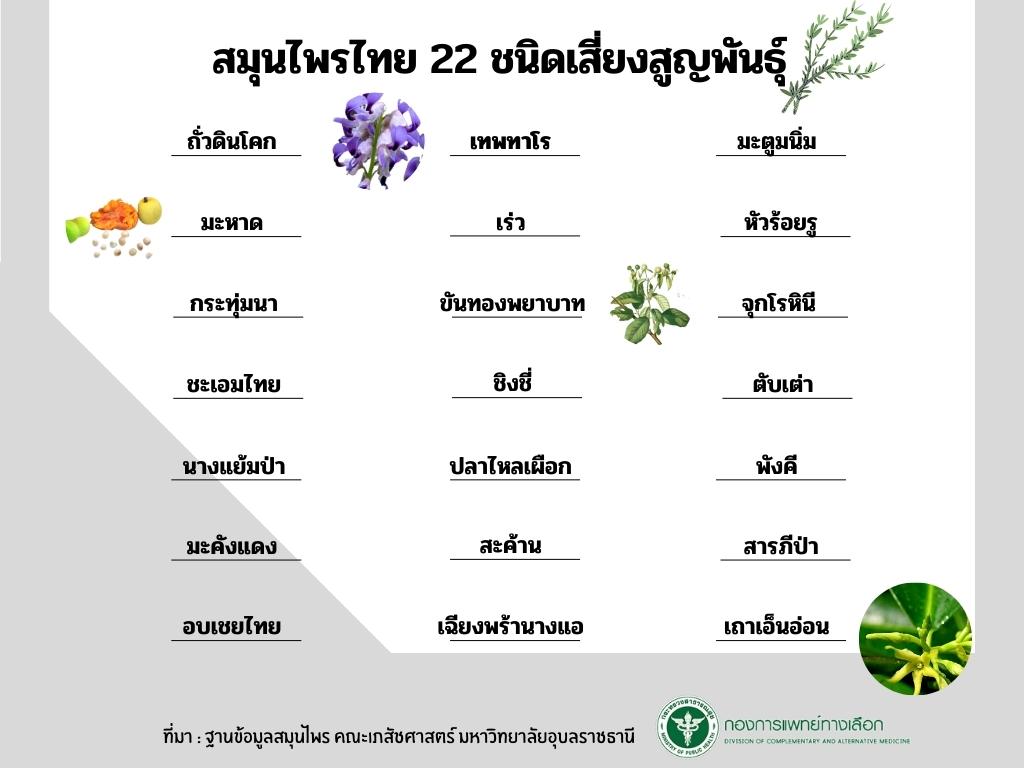 สมุนไพรไทย 22 ชนิดเสี่ยงสูญพันธุ์
ถั่วดินโคก
เทพทาโร
มะตูมนิ่ม
มะหาด
เร่ว
หัวร้อยรู
กระทุ่มนา
ขันทองพยาบาท
จุกโรหินี
ชะเอมไทย
ชิงชี่
ตับเต่า
นางแย้มป่า
ปลาไหลเผือก
พังคี
มะคังแดง
สะค้าน
สารภีป่า
อบเชยไทย
เฉียงพร้านางแอ
เถาเอ็นอ่อน
ที่มา : ฐานข้อมูลสมุนไพร คณะเภสัชศาสตร์ มหาวิทยาลัยอุบลราชธานี
กระทรวงสาธารณสุข
MINISTRY OF PUBLIC HEALTH
กองการแพทย์ทางเลือก
DIVISION OF COMPLEMENTARY AND ALTERNATIVE MEDICINE